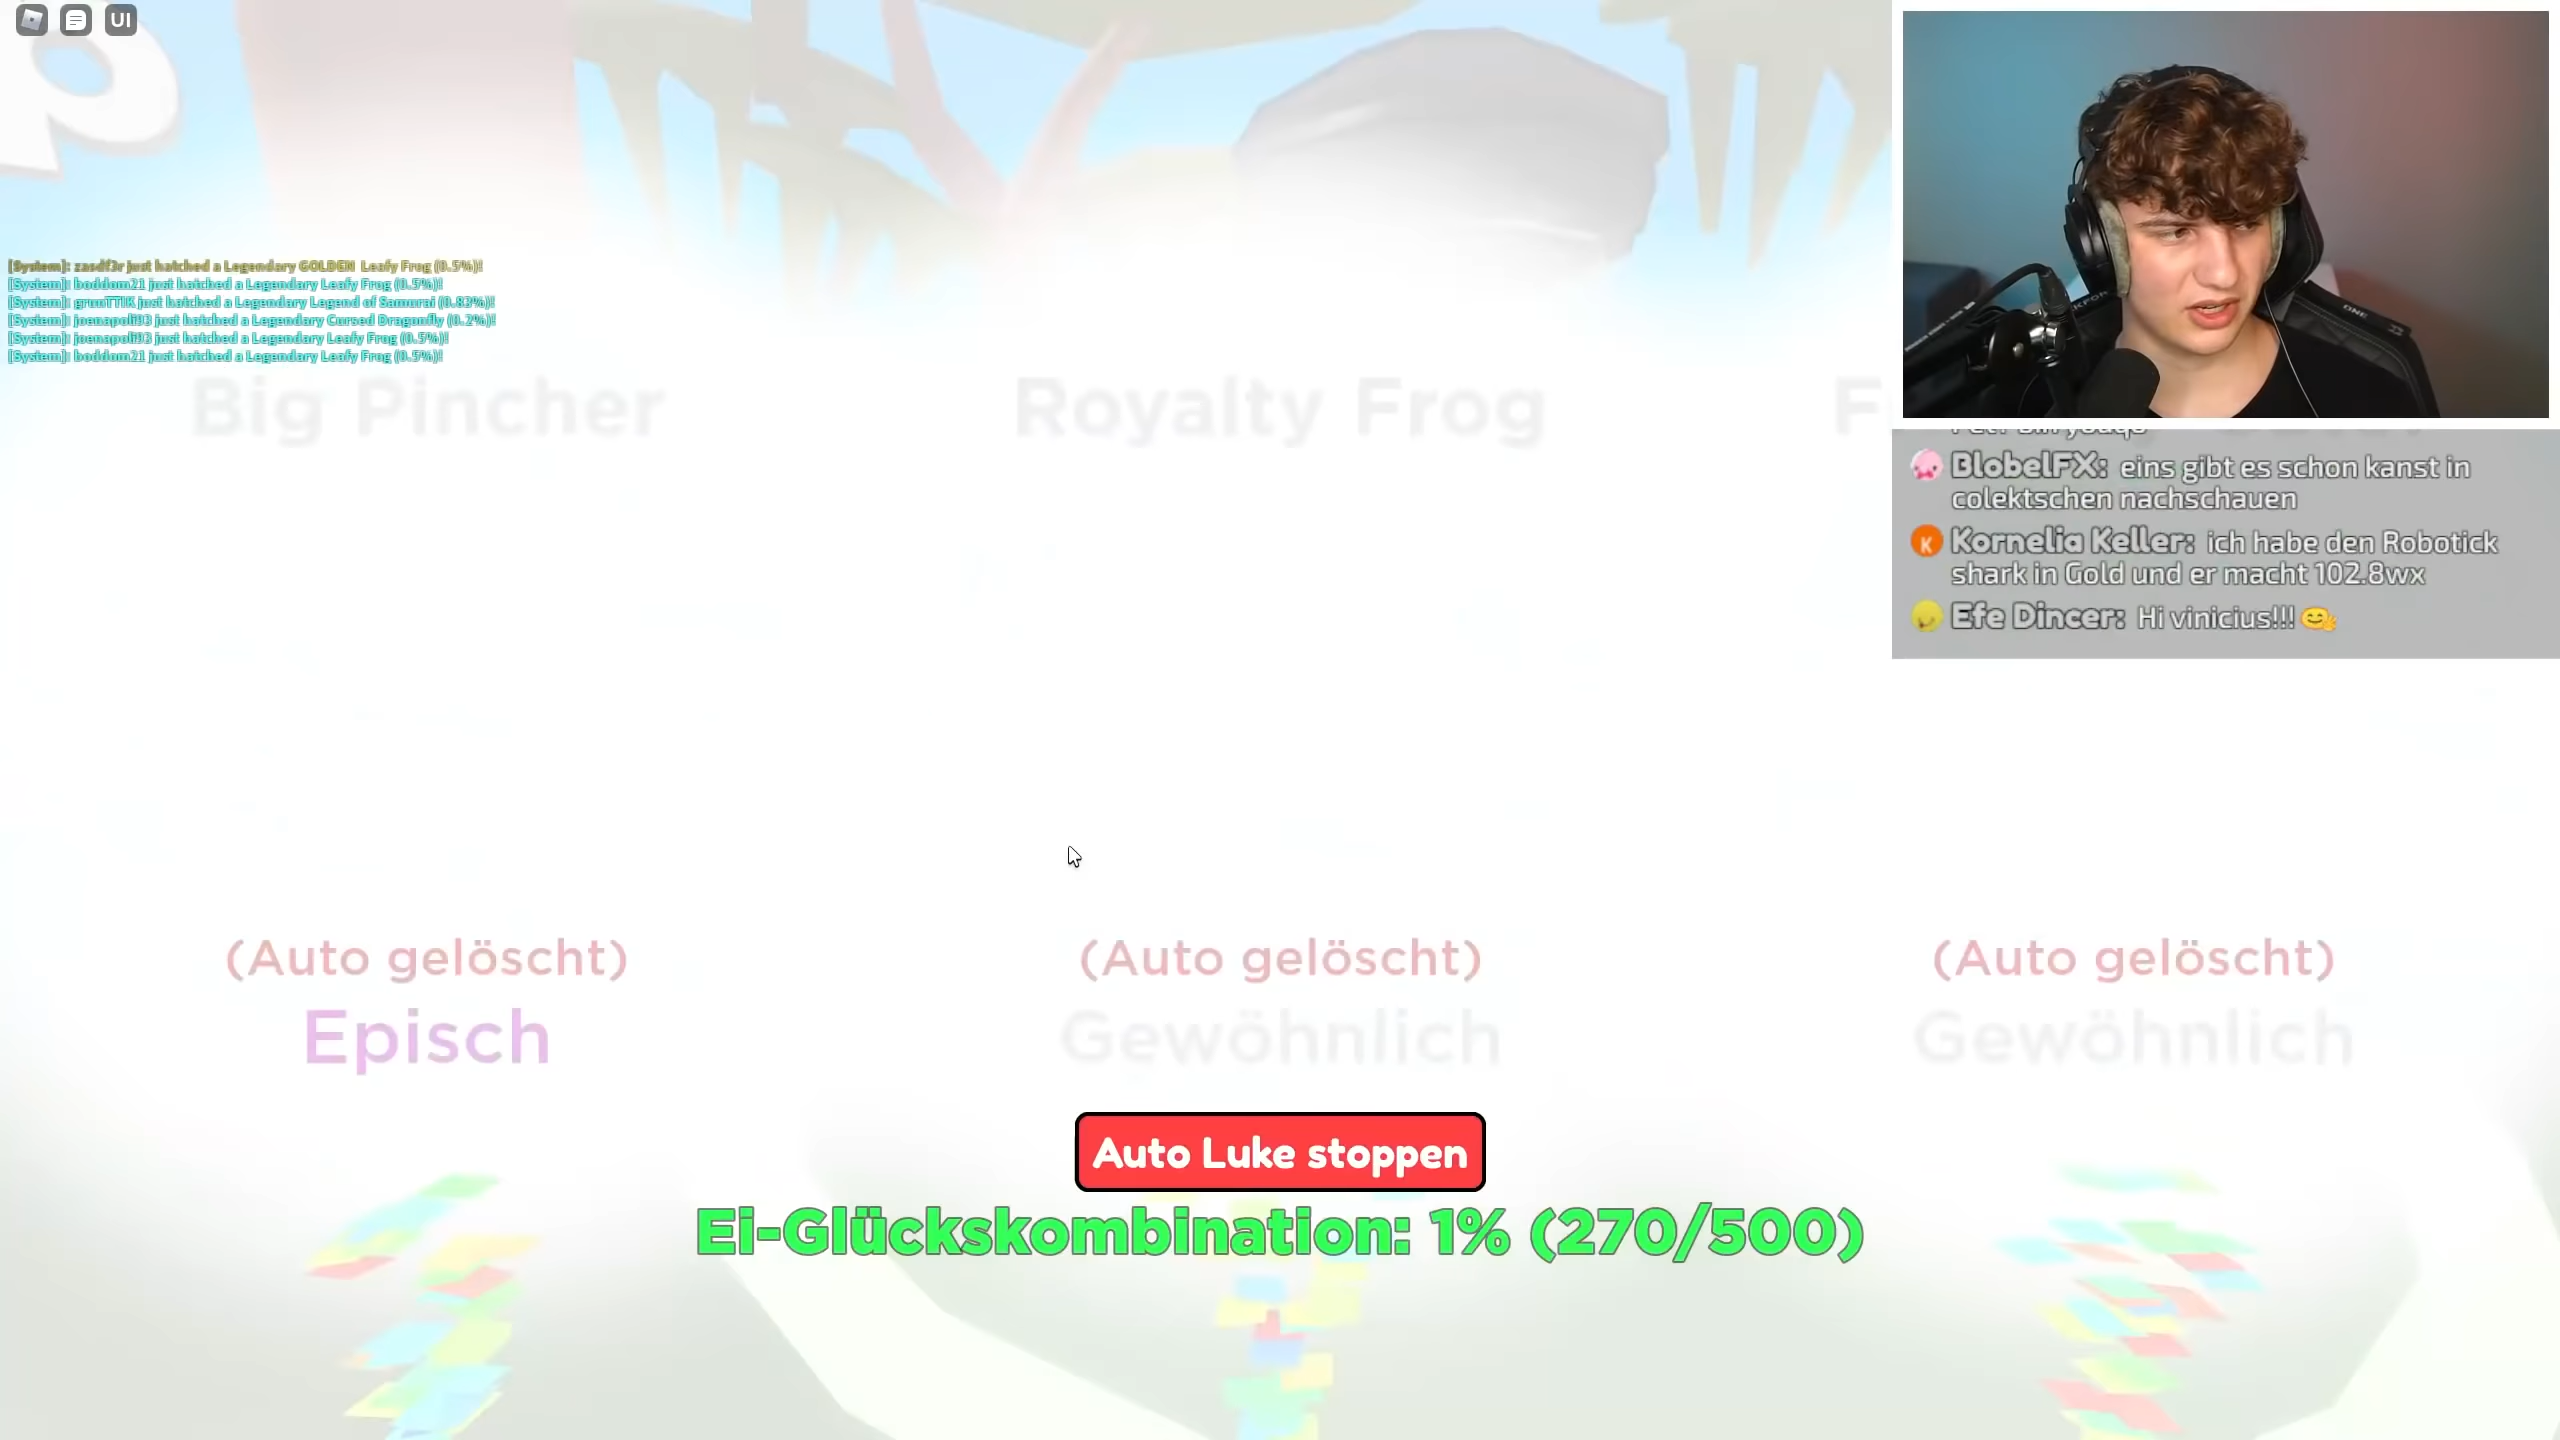 UI
[System]: zasdf3r just hatched a Legendary GOLDEN Leafy Frog (0.5%)!
[System]: boddom21 just hatched a Legendary Leafy Frog (0.5%)!
[System]: just hatched a Legendary Legend of Samurai (0.83%)!
[System]: joenapoli93 just hatched a Legendary Cursed Dragonfly (0.2%)!
[System]: joenapoli93 just hatched a Legendary Leafy Frog (0.5%)!
[System]: boddom21 just hatched a Legendary Leafy Frog (0.5%)!
Big Pincher
Royalty Frog
BlobelFX: eins gibt es schon kanst in
colektschen nachschauen
Kornelia Keller: ich habe den Robotick
shark in Gold und er macht 102.8wx
Efe Dincer: Hi vinicius!!! 😊👋
(Auto gelöscht)
(Auto gelöscht)
(Auto gelöscht)
Episch
Gewöhnlich
Gewöhnlich
Auto Luke stoppen
Ei-Glückskombination: 1% (270/500)